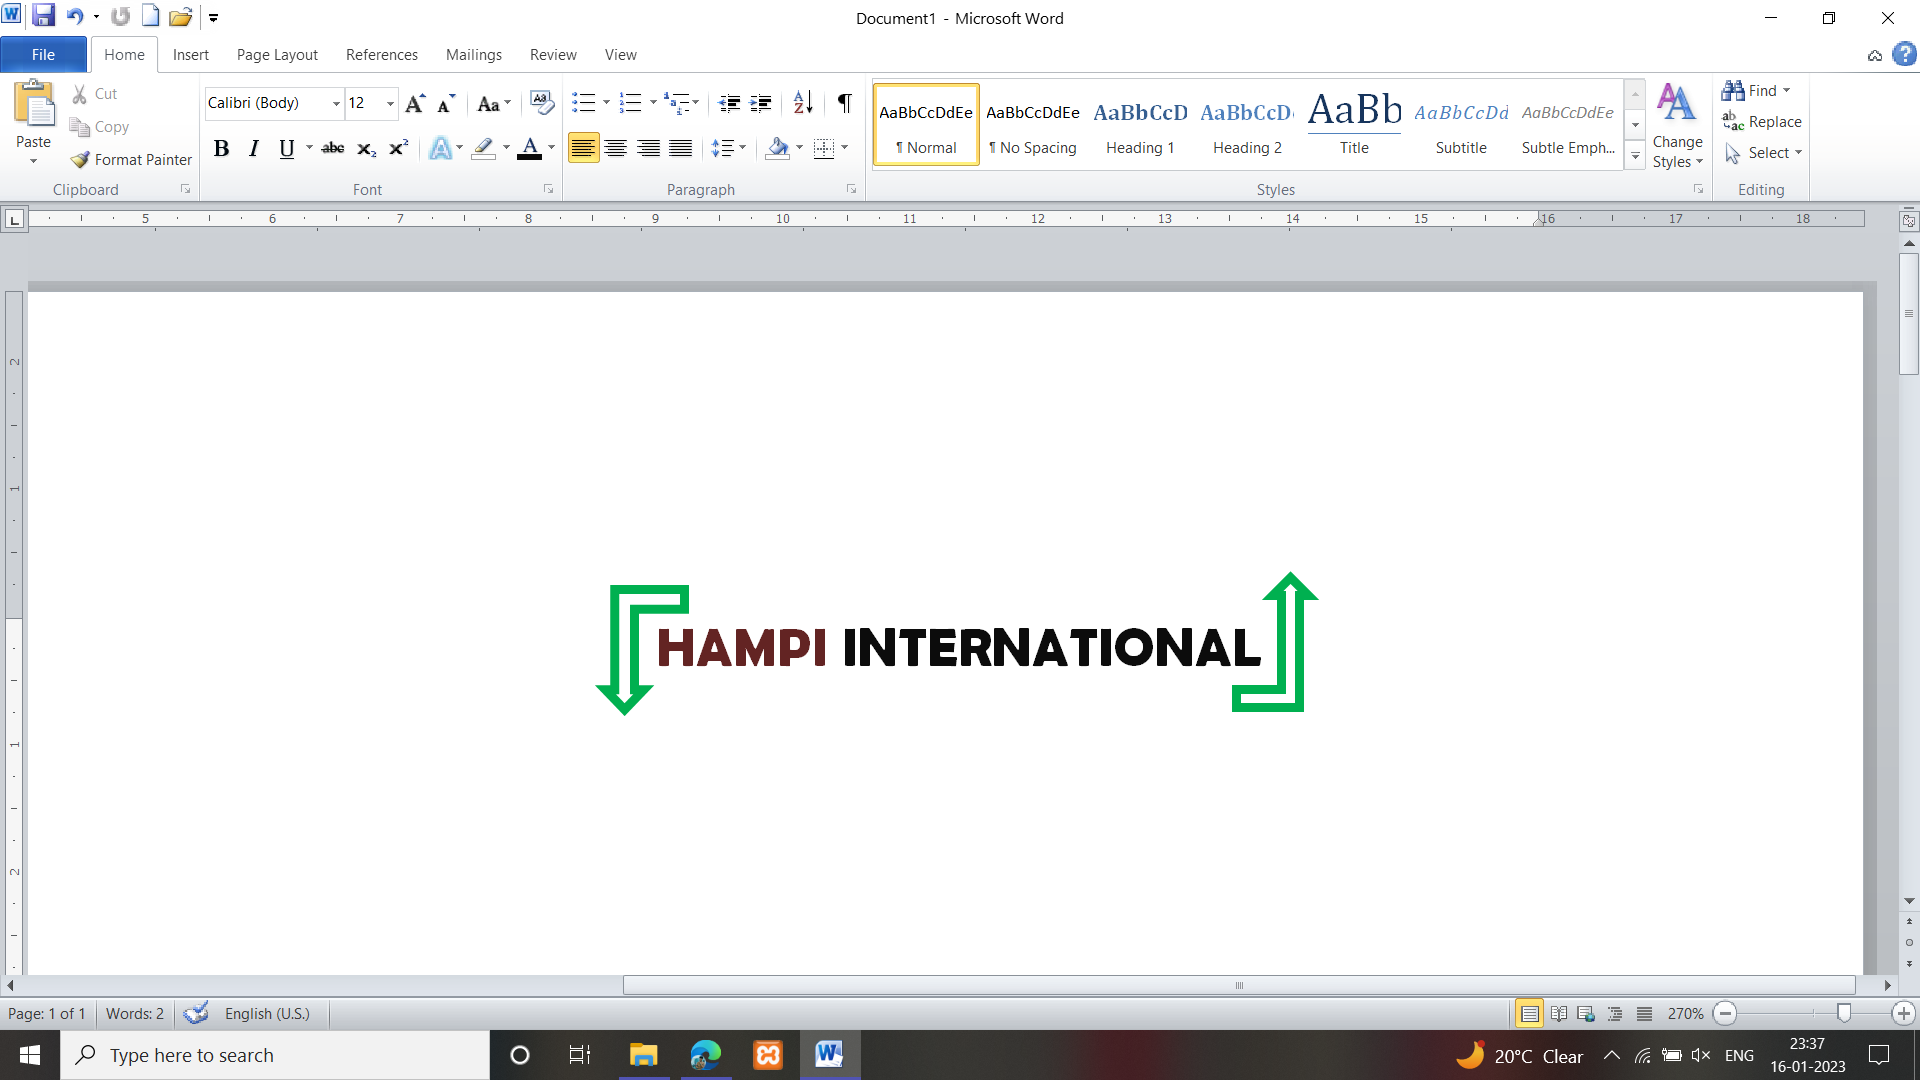 Document1 - Microsoft Word
File Home Insert Page Layout References Mailings Review View
Paste
Cut
Copy
Format Painter
Clipboard
Calibri (Body) 12
Font
Paragraph
AaBbCcDdEe AaBbCcDdEe AaBbCcD AaBbCcD AaBb AaBbCcDd AaBbCcDdEe
¶ Normal ¶ No Spacing Heading 1 Heading 2 Title Subtitle Subtle Emph...
Change Styles
Styles
Find
Replace
Select
Editing
5 6 7 8 9 10 11 12 13 14 15 16 17 18
2
1
1
2
HAMPI INTERNATIONAL
Page: 1 of 1 Words: 2 English (U.S.) 270%
Type here to search
20°C Clear ENG 23:37
16-01-2023